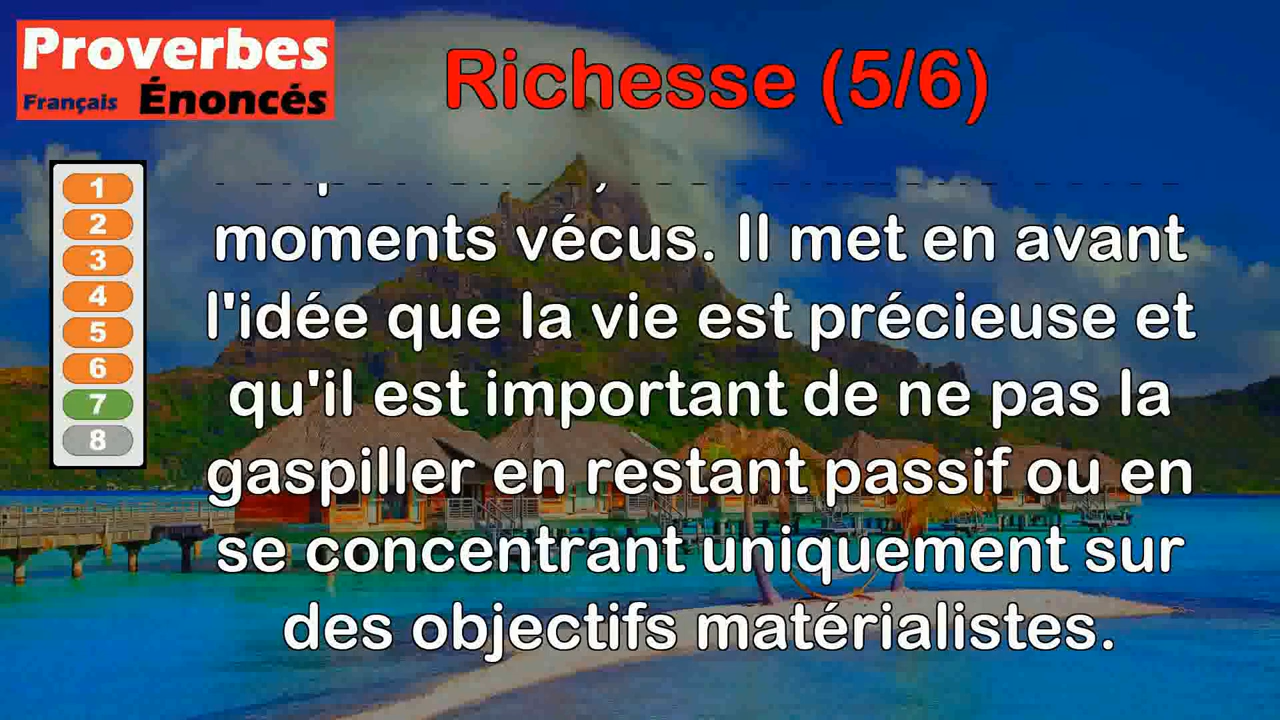 Proverbes
Français Énoncés
Richesse (5/6)
1
2
3
4
5
6
7
8
moments vécus. Il met en avant
l'idée que la vie est précieuse et
qu'il est important de ne pas la
gaspiller en restant passif ou en
se concentrant uniquement sur
des objectifs matérialistes.